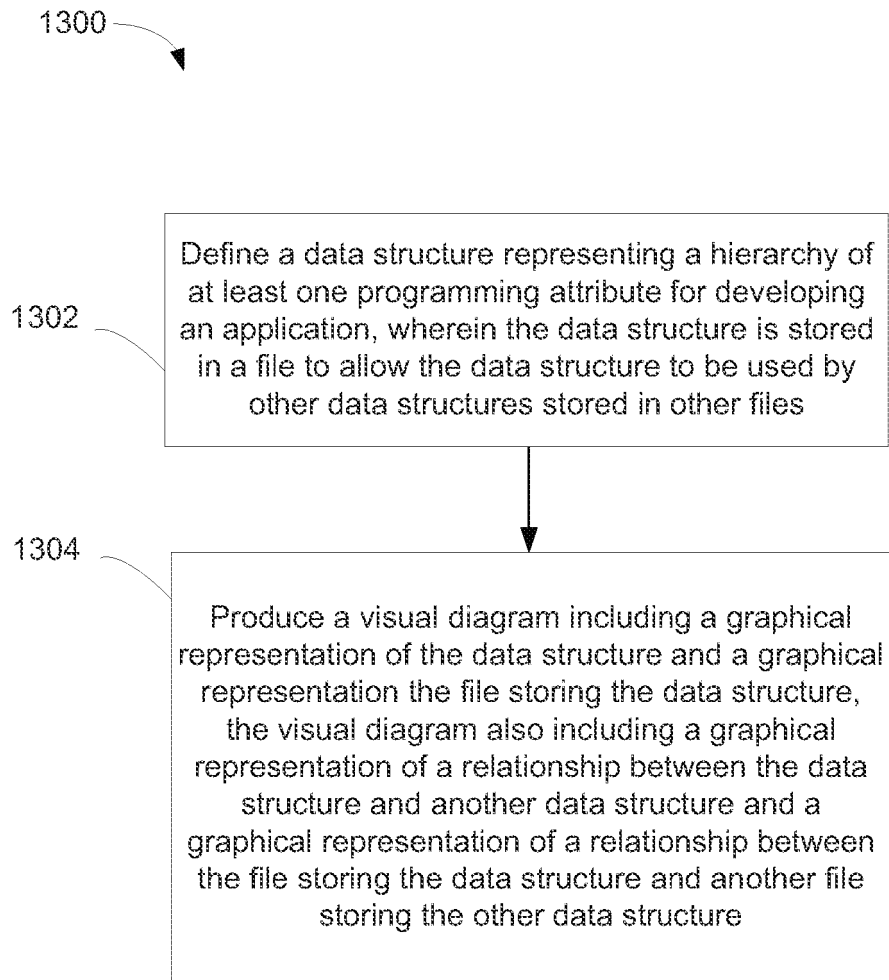 1300
1302
Define a data structure representing a hierarchy of
at least one programming attribute for developing
an application, wherein the data structure is stored
in a file to allow the data structure to be used by
other data structures stored in other files
1304
Produce a visual diagram including a graphical
representation of the data structure and a graphical
representation the file storing the data structure,
the visual diagram also including a graphical
representation of a relationship between the data
structure and another data structure and a
graphical representation of a relationship between
the file storing the data structure and another file
storing the other data structure